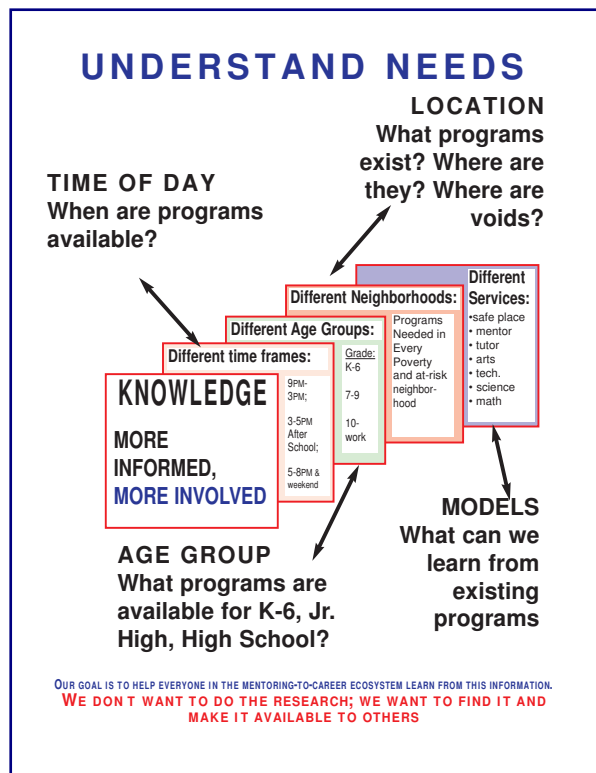 UNDERSTAND NEEDS
LOCATION
What programs
exist? Where are
they? Where are
voids?
TIME OF DAY
When are programs
available?
Different
Services:
•safe place
• mentor
• tutor
• arts
• tech.
• science
• math
Different Neighborhoods:
Programs
Needed in
Every
Poverty
and at-risk
neighbor-
hood
Different Age Groups:
Grade:
K-6
7-9
10-
work
Different time frames:
9PM-
3PM;
3-5PM
After
School;
5-8PM &
weekend
KNOWLEDGE
MORE
INFORMED,
MORE INVOLVED
MODELS
What can we
learn from
existing
programs
AGE GROUP
What programs are
available for K-6, Jr.
High, High School?
OUR GOAL IS TO HELP EVERYONE IN THE MENTORING-TO-CAREER ECOSYSTEM LEARN FROM THIS INFORMATION.
WE DON T WANT TO DO THE RESEARCH; WE WANT TO FIND IT AND
MAKE IT AVAILABLE TO OTHERS